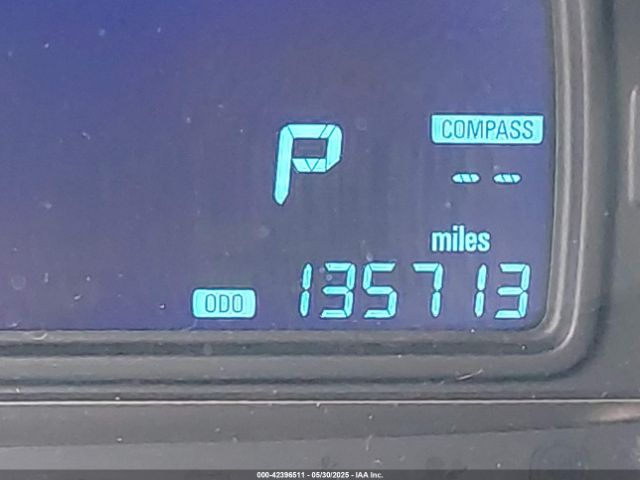 P
COMPASS
--
miles
ODO 135713
000-42396511 - 05/30/2025 - IAA Inc.